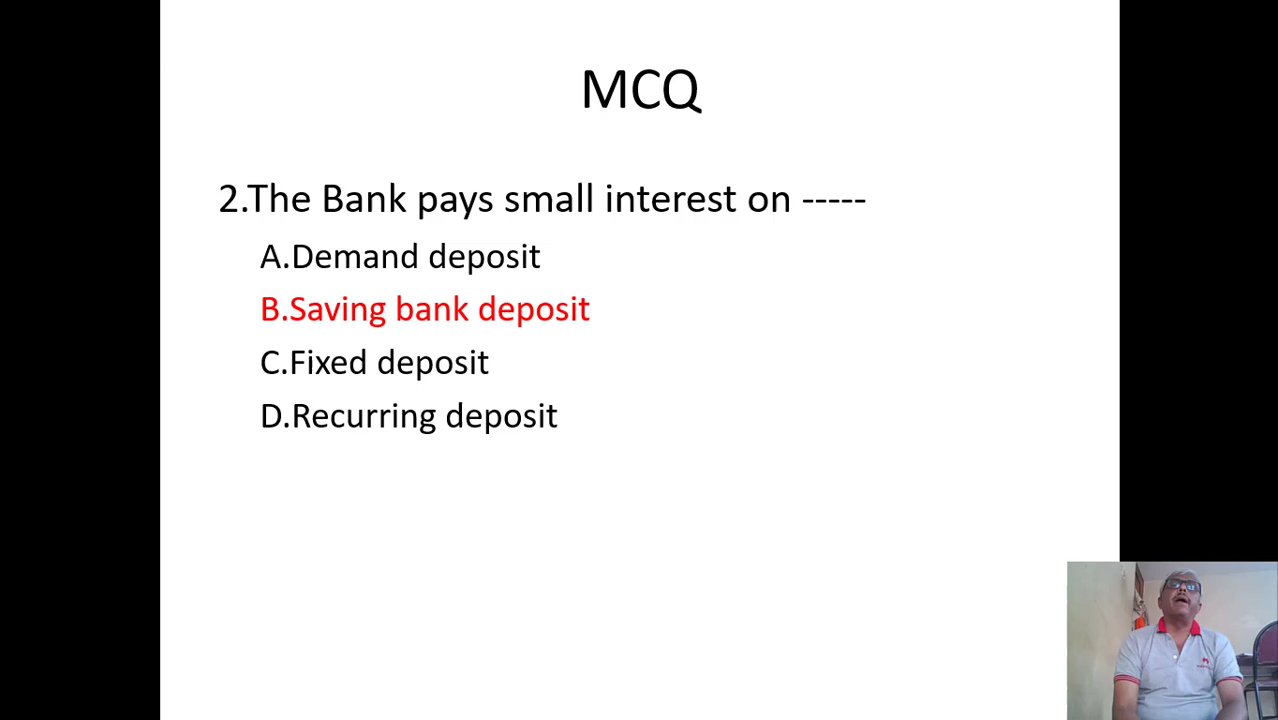 MCQ
2.The Bank pays small interest on -----
A.Demand deposit
B.Saving bank deposit
C.Fixed deposit
D.Recurring deposit